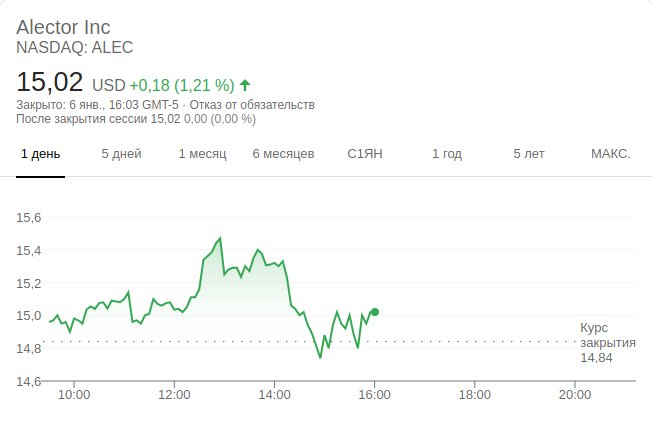 Alector Inc
NASDAQ: ALEC
15,02 USD +0,18 (1,21 %)
Закрыто: 6 янв., 16:03 GMT-5 · Отказ от обязательств
После закрытия сессии 15,02 0,00 (0,00 %)
1 день 5 дней 1 месяц 6 месяцев С1ЯН 1 год 5 лет МАКС.
15,6
15,4
15,2
15,0
Курс
закрытия
14,8
14,84
14,6
10:00 12:00 14:00 16:00 18:00 20:00